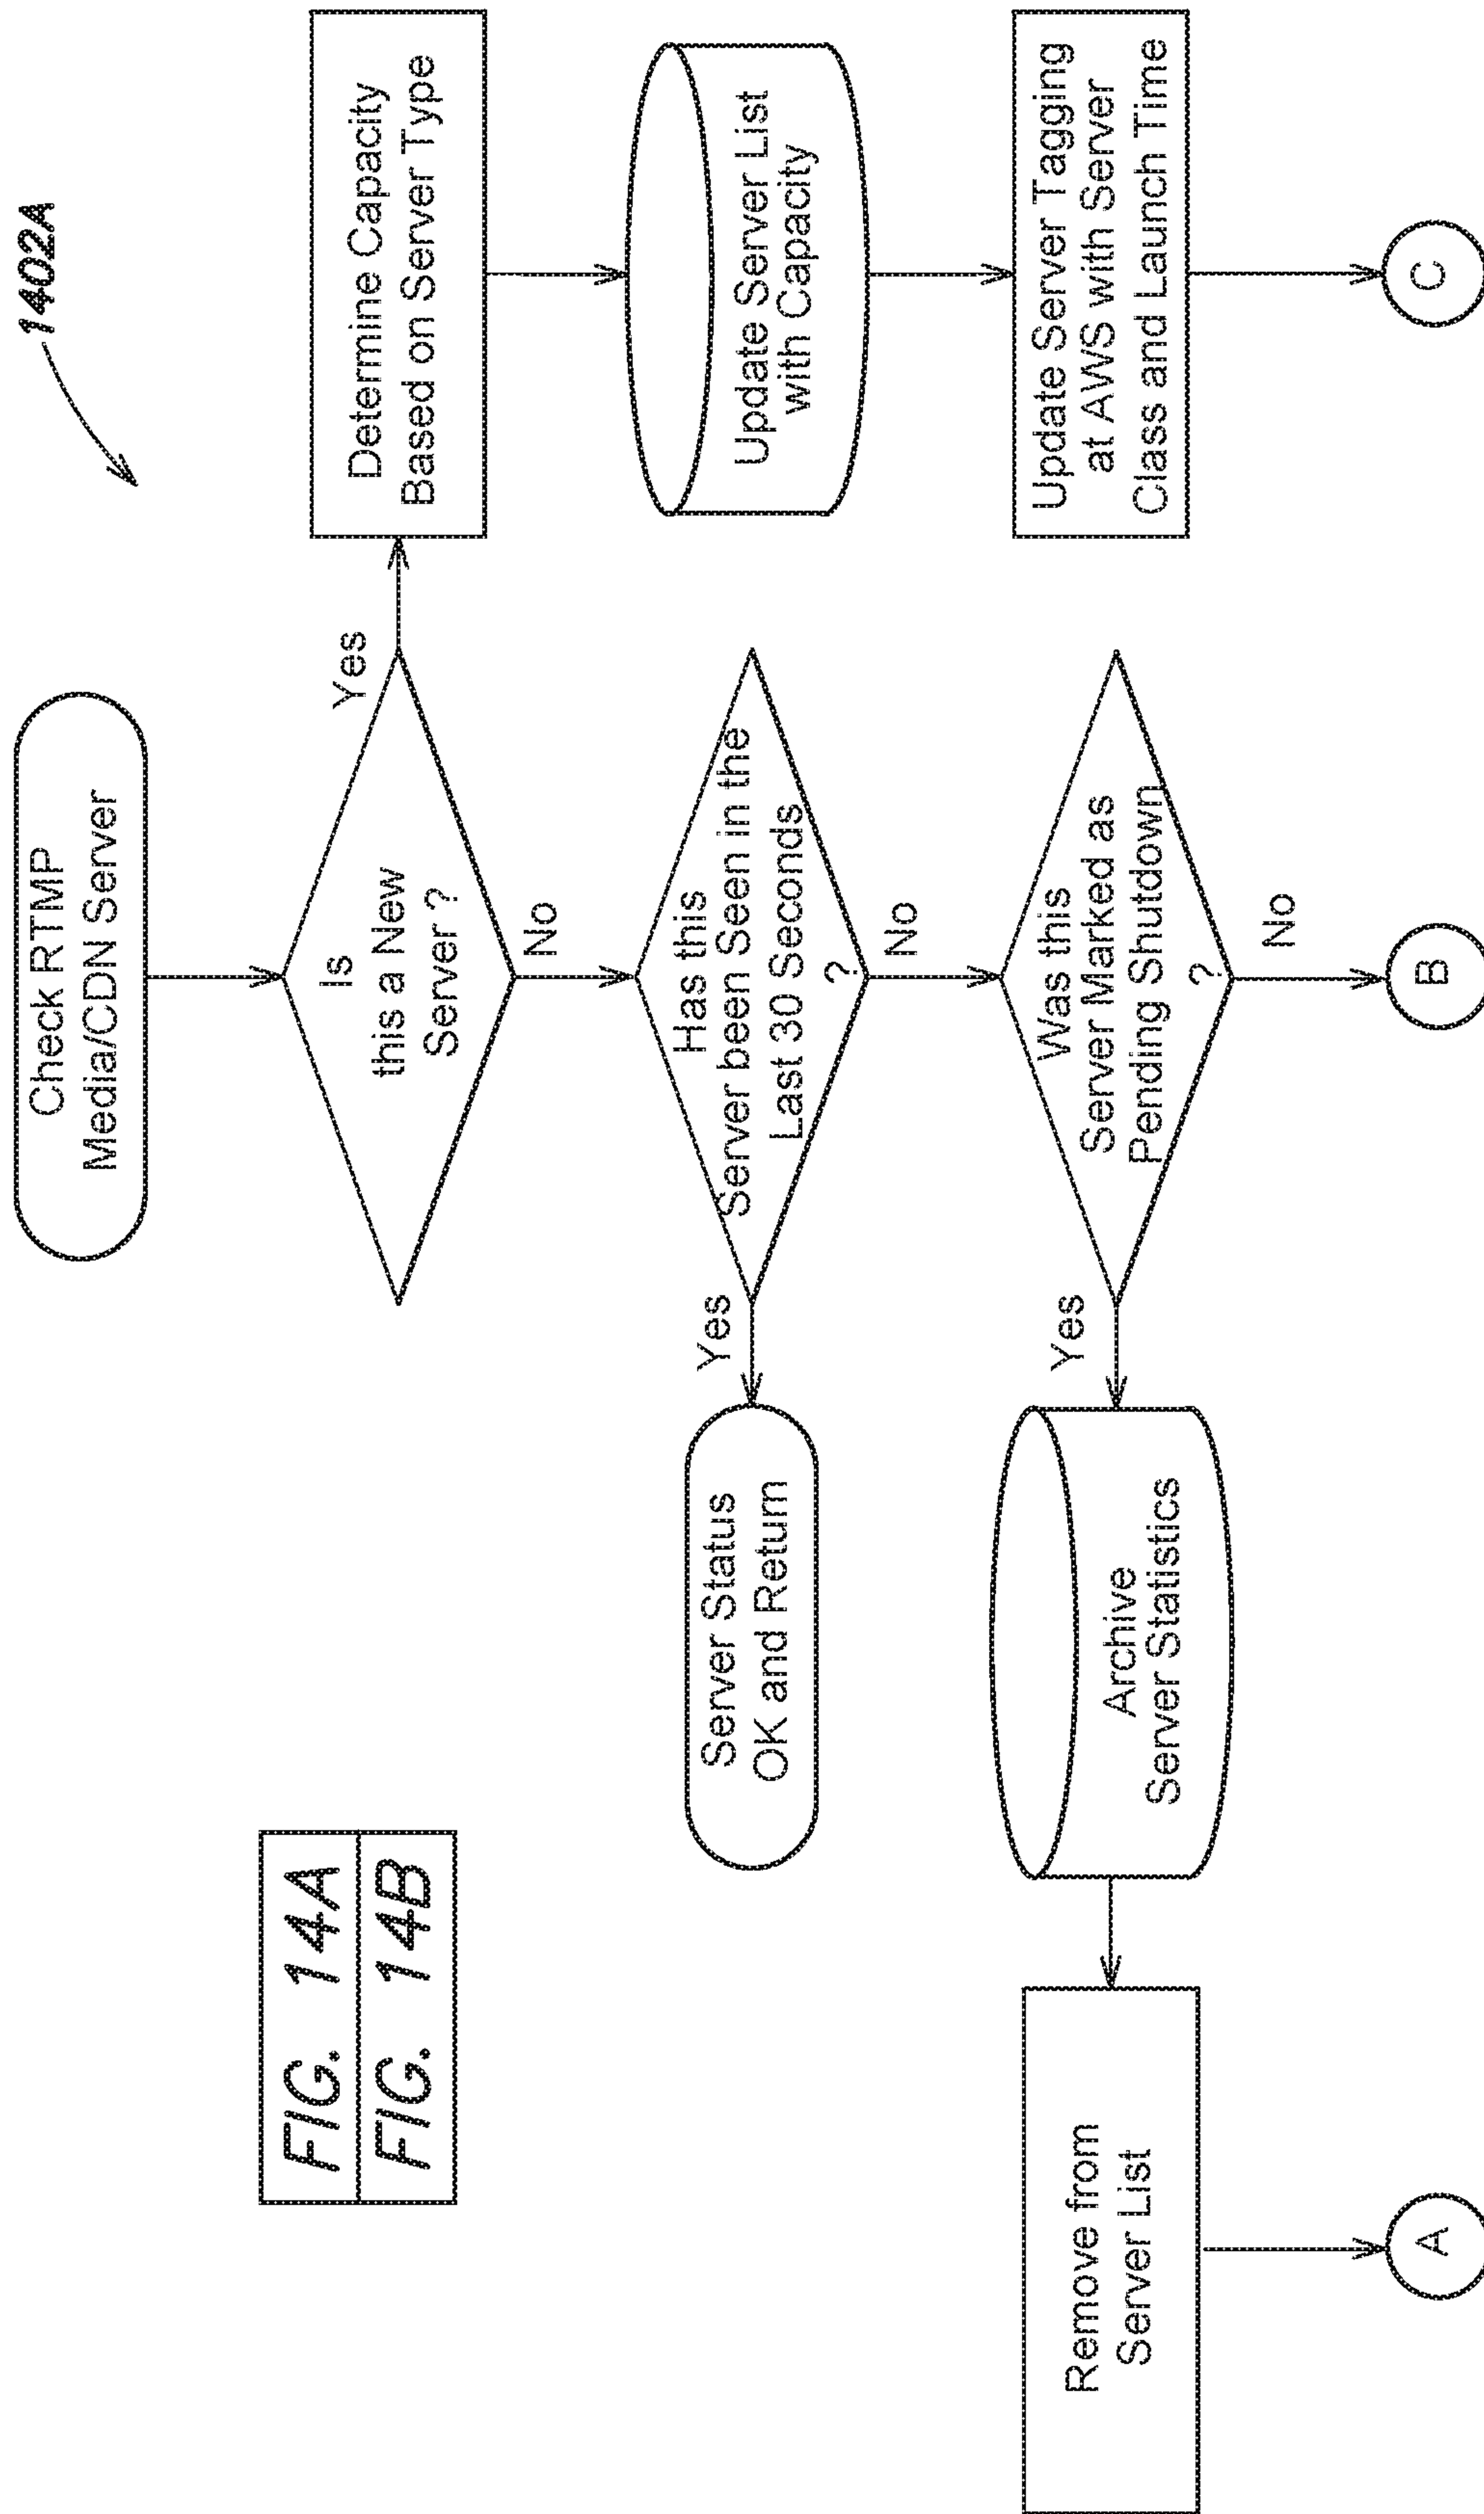 1402A
FIG. 14A
FIG. 14B
Check RTMP
Media/CDN Server
Is
this a New
Server ?
Yes
No
Determine Capacity
Based on Server Type
Update Server List
with Capacity
Update Server Tagging
at AWS with Server
Class and Launch Time
C
Has this
Server been Seen in the
Last 30 Seconds
?
Yes
No
Server Status
OK and Return
Was this
Server Marked as
Pending Shutdown
?
Yes
No
B
Archive
Server Statistics
Remove from
Server List
A